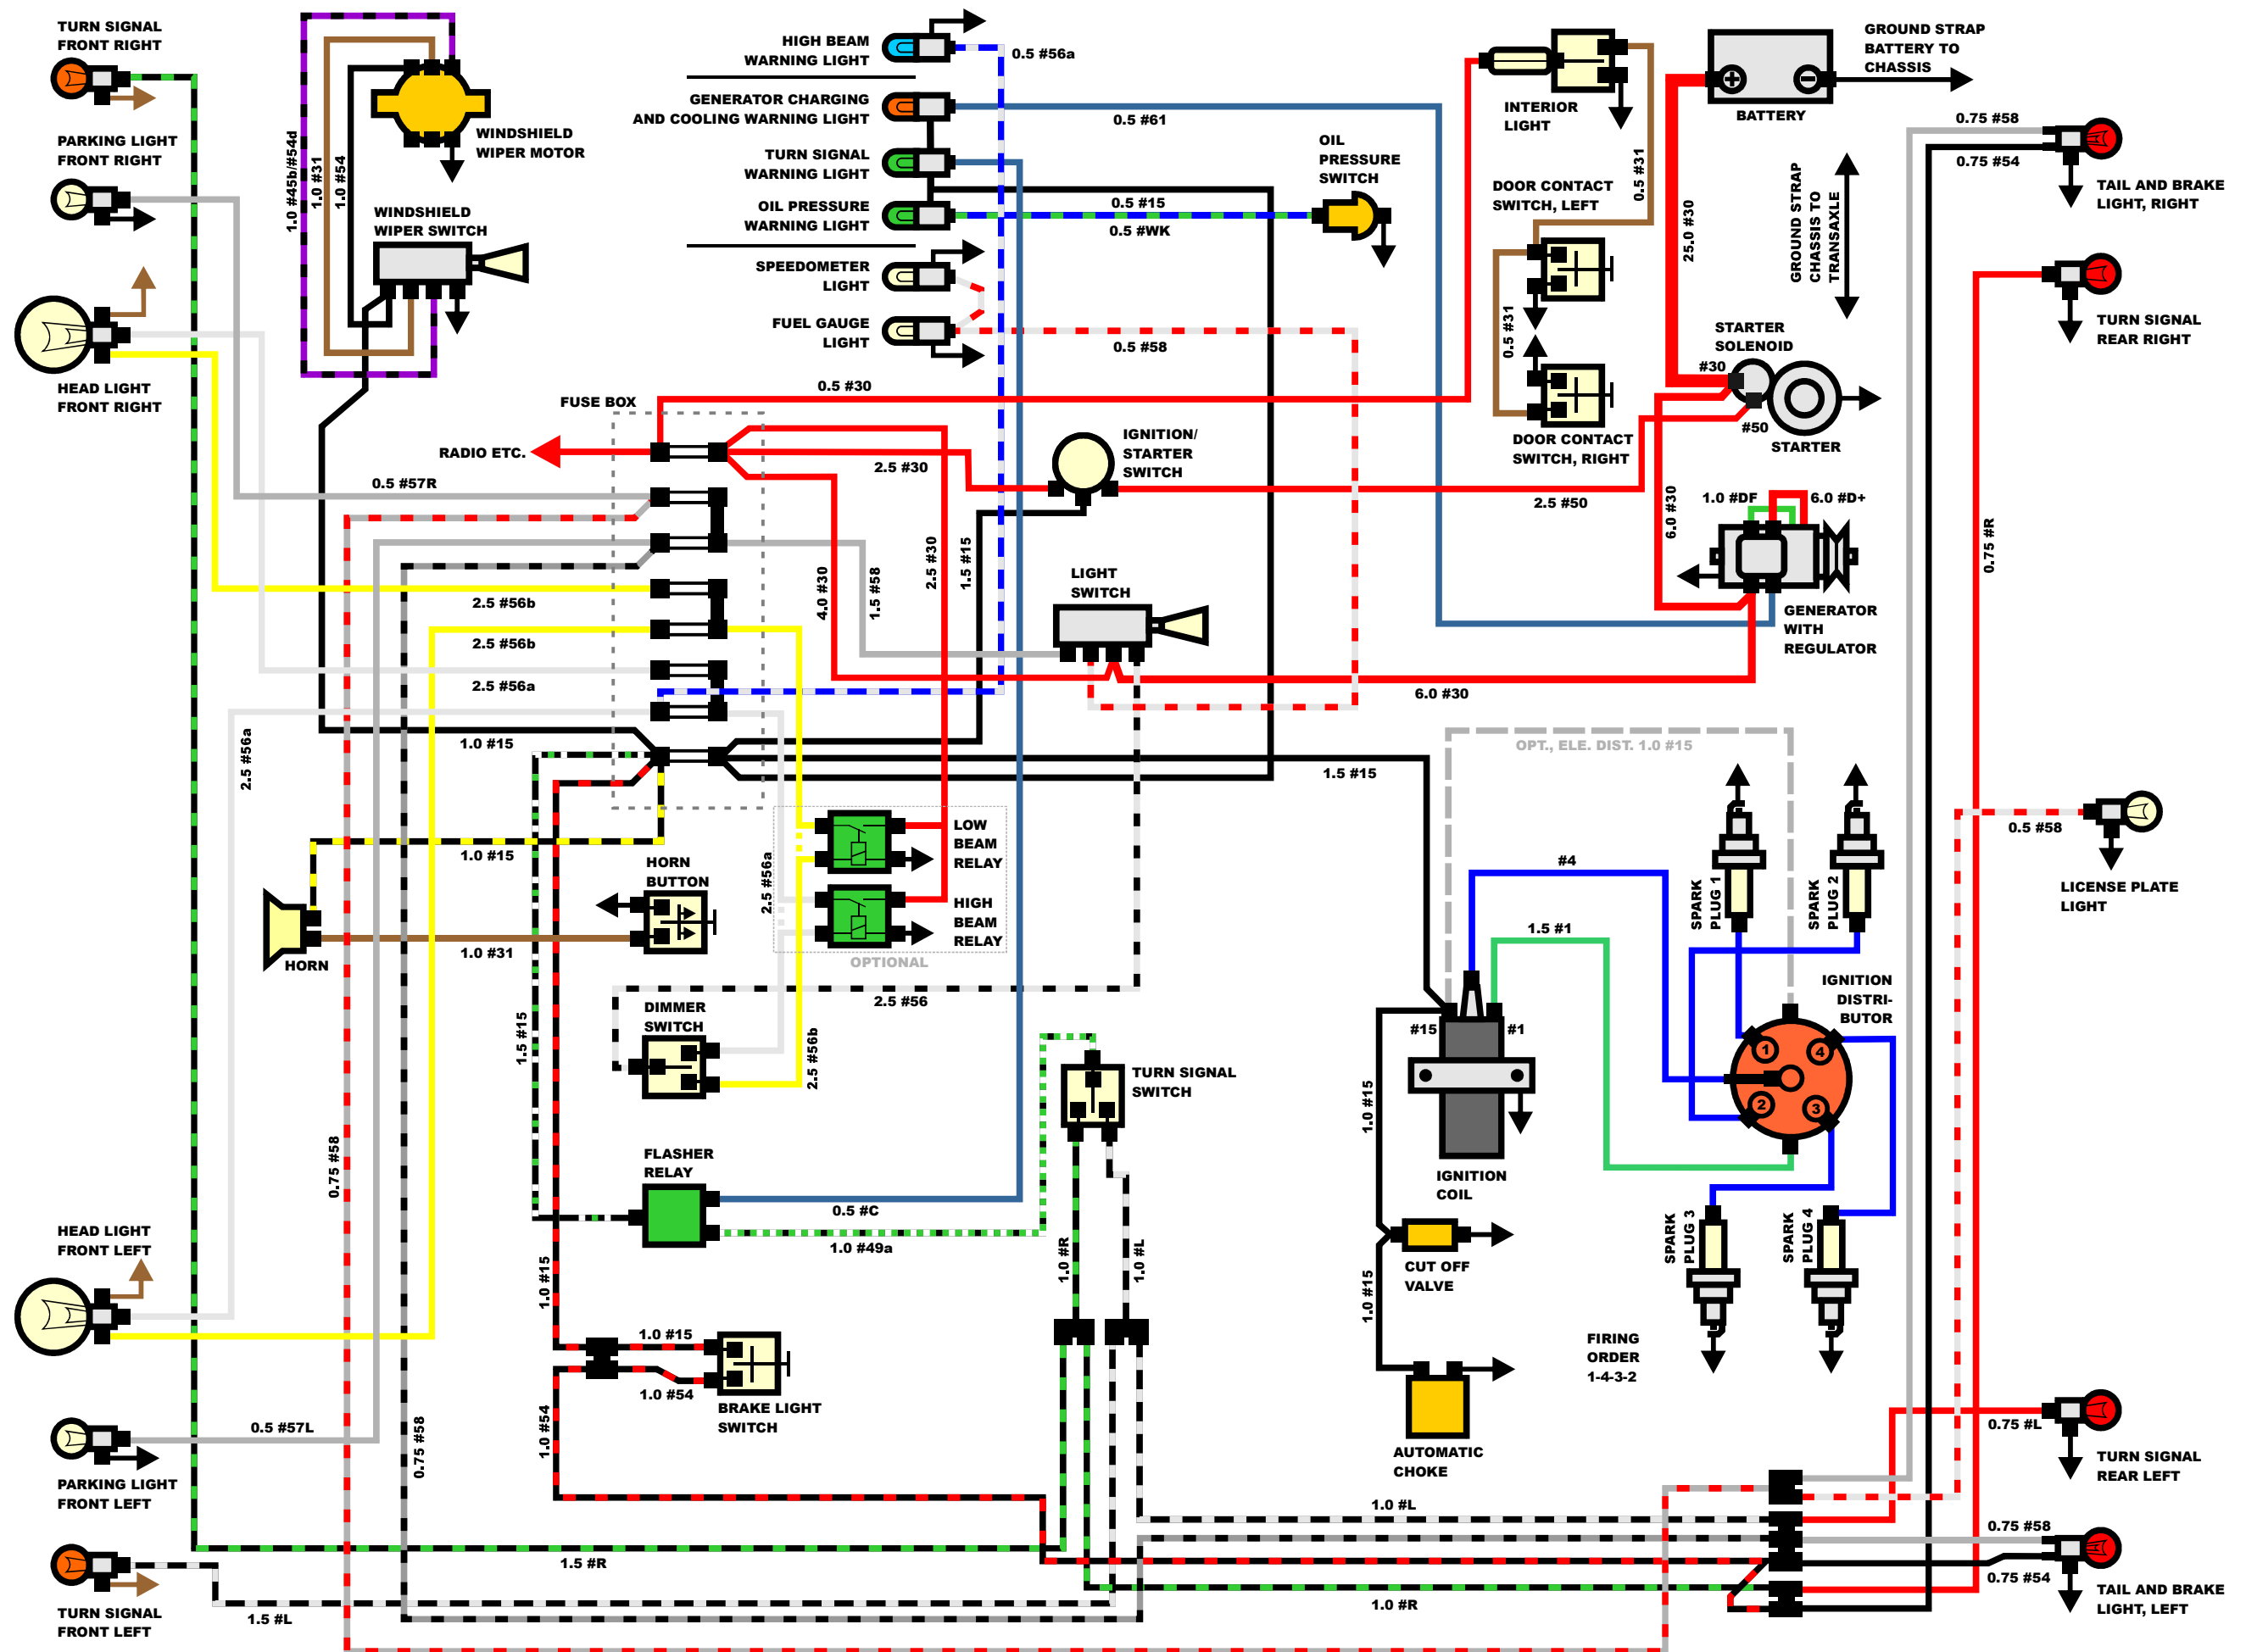 TURN SIGNAL
FRONT RIGHT
PARKING LIGHT
FRONT RIGHT
HEAD LIGHT
FRONT RIGHT
1.0 #45b/#54d
1.0 #31
1.0 #54
WINDSHIELD
WIPER MOTOR
WINDSHIELD
WIPER SWITCH
HIGH BEAM
WARNING LIGHT
0.5 #56a
GENERATOR CHARGING
AND COOLING WARNING LIGHT
0.5 #61
TURN SIGNAL
WARNING LIGHT
0.5 #15
OIL PRESSURE
WARNING LIGHT
0.5 #WK
SPEEDOMETER
LIGHT
FUEL GAUGE
LIGHT
0.5 #58
OIL
PRESSURE
SWITCH
INTERIOR
LIGHT
0.5 #31
DOOR CONTACT
SWITCH, LEFT
0.5 #31
DOOR CONTACT
SWITCH, RIGHT
BATTERY
GROUND STRAP
BATTERY TO
CHASSIS
25.0 #30
GROUND STRAP
CHASSIS TO
TRANSAXLE
0.75 #58
0.75 #54
TAIL AND BRAKE
LIGHT, RIGHT
TURN SIGNAL
REAR RIGHT
STARTER
SOLENOID
#30
#50
STARTER
0.5 #30
FUSE BOX
RADIO ETC.
2.5 #30
IGNITION/
STARTER
SWITCH
2.5 #50
6.0 #30
1.0 #DF
6.0 #D+
GENERATOR
WITH
REGULATOR
0.75 #R
0.5 #57R
2.5 #56b
2.5 #56b
2.5 #56a
4.0 #30
1.5 #58
2.5 #30
1.5 #15
LIGHT
SWITCH
6.0 #30
2.5 #56a
1.0 #15
1.5 #15
OPT., ELE. DIST. 1.0 #15
1.0 #15
HORN
1.0 #31
HORN
BUTTON
2.5 #56a
LOW
BEAM
RELAY
HIGH
BEAM
RELAY
OPTIONAL
2.5 #56
DIMMER
SWITCH
2.5 #56b
1.5 #15
#4
1.5 #1
SPARK
PLUG 1
SPARK
PLUG 2
0.5 #58
LICENSE PLATE
LIGHT
IGNITION
DISTRI-
BUTOR
1
4
2
3
#15
#1
IGNITION
COIL
1.0 #15
TURN SIGNAL
SWITCH
FLASHER
RELAY
0.5 #C
1.0 #49a
1.0 #R
1.0 #L
0.75 #58
HEAD LIGHT
FRONT LEFT
1.0 #15
CUT OFF
VALVE
1.0 #15
SPARK
PLUG 3
SPARK
PLUG 4
FIRING
ORDER
1-4-3-2
1.0 #15
1.0 #54
BRAKE LIGHT
SWITCH
1.0 #54
0.75 #58
AUTOMATIC
CHOKE
0.5 #57L
PARKING LIGHT
FRONT LEFT
0.75 #L
TURN SIGNAL
REAR LEFT
1.0 #L
0.75 #58
1.5 #R
0.75 #54
1.0 #R
TAIL AND BRAKE
LIGHT, LEFT
1.5 #L
TURN SIGNAL
FRONT LEFT